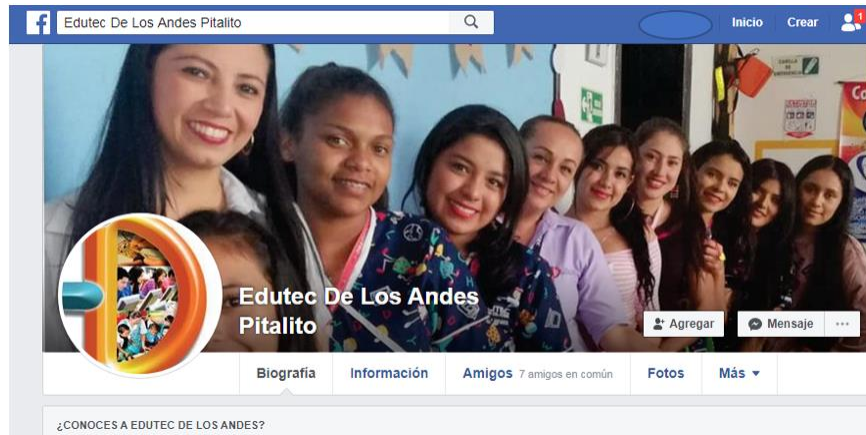 Edutec De Los Andes Pitalito
Inicio Crear
1
Edutec De Los Andes
Pitalito
Agregar Mensaje
Biografía Información Amigos 7 amigos en común Fotos Más
¿CONOCES A EDUTEC DE LOS ANDES?